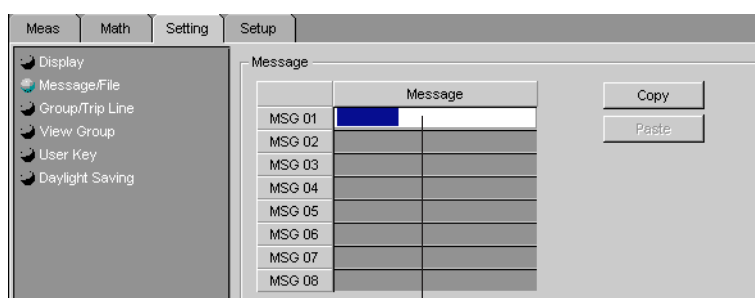 Meas Math Setting Setup
Display
Message/File
Group/Trip Line
View Group
User Key
Daylight Saving
Message
Message
MSG 01
MSG 02
MSG 03
MSG 04
MSG 05
MSG 06
MSG 07
MSG 08
Copy
Paste